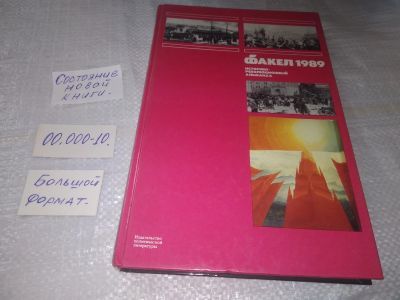 Состояние
новой
книги.
00,000-10.
Большой
формат.
Факел 1989
историко-
революционный
альманах
Издательство
политической
литературы